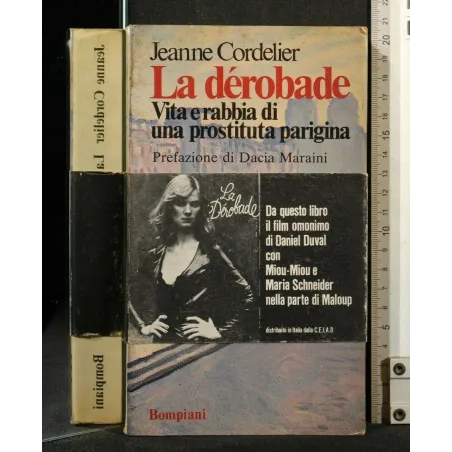 Jeanne Cordelier
La dérobade
Vita e rabbia di
una prostituta parigina
Prefazione di Dacia Maraini
La
Dérobade
Da questo libro
il film omonimo
di Daniel Duval
con
Miou-Miou e
Maria Schneider
nella parte di Maloup
distribuito in Italia dalla C.E.I.A.D.
Bompiani
Jeanne Cordelier
La
Bompiani